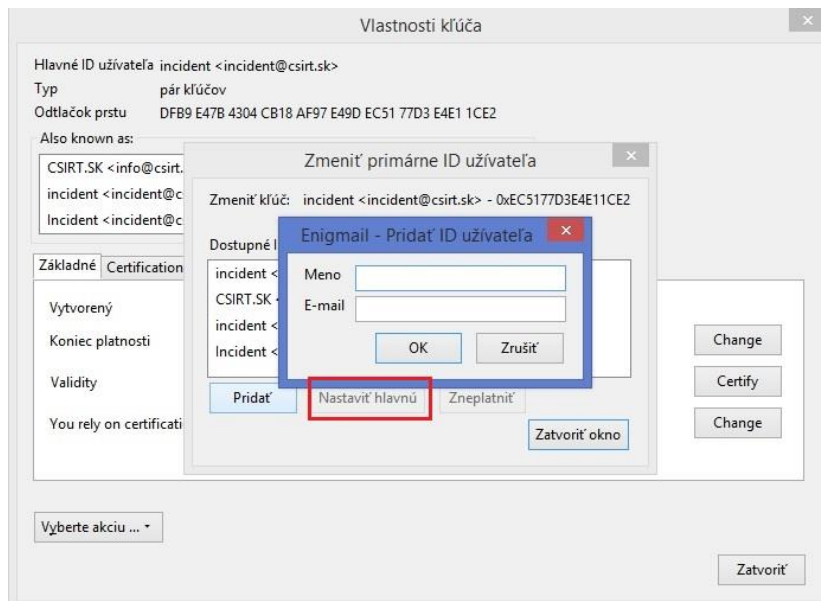 Vlastnosti kľúča
Hlavné ID užívateľa incident <incident@csirt.sk>
Typ pár kľúčov
Odtlačok prstu DFB9 E47B 4304 CB18 AF97 E49D EC51 77D3 E4E1 1CE2
Also known as:
CSIRT.SK <info@csirt.
incident <incident@c
Incident <incident@c
Základné Certification
Vytvorený
Koniec platnosti Change
Validity Certify
You rely on certificati Change
Vyberte akciu ...
Zatvoriť
Zmeniť primárne ID užívateľa
Zmeniť kľúč: incident <incident@csirt.sk> - 0xEC5177D3E4E11CE2
Dostupné I
incident <
CSIRT.SK <
incident <
Incident <
Pridať Nastaviť hlavnú Zneplatniť
Zatvoriť okno
Enigmail - Pridať ID užívateľa
Meno
E-mail
OK Zrušiť